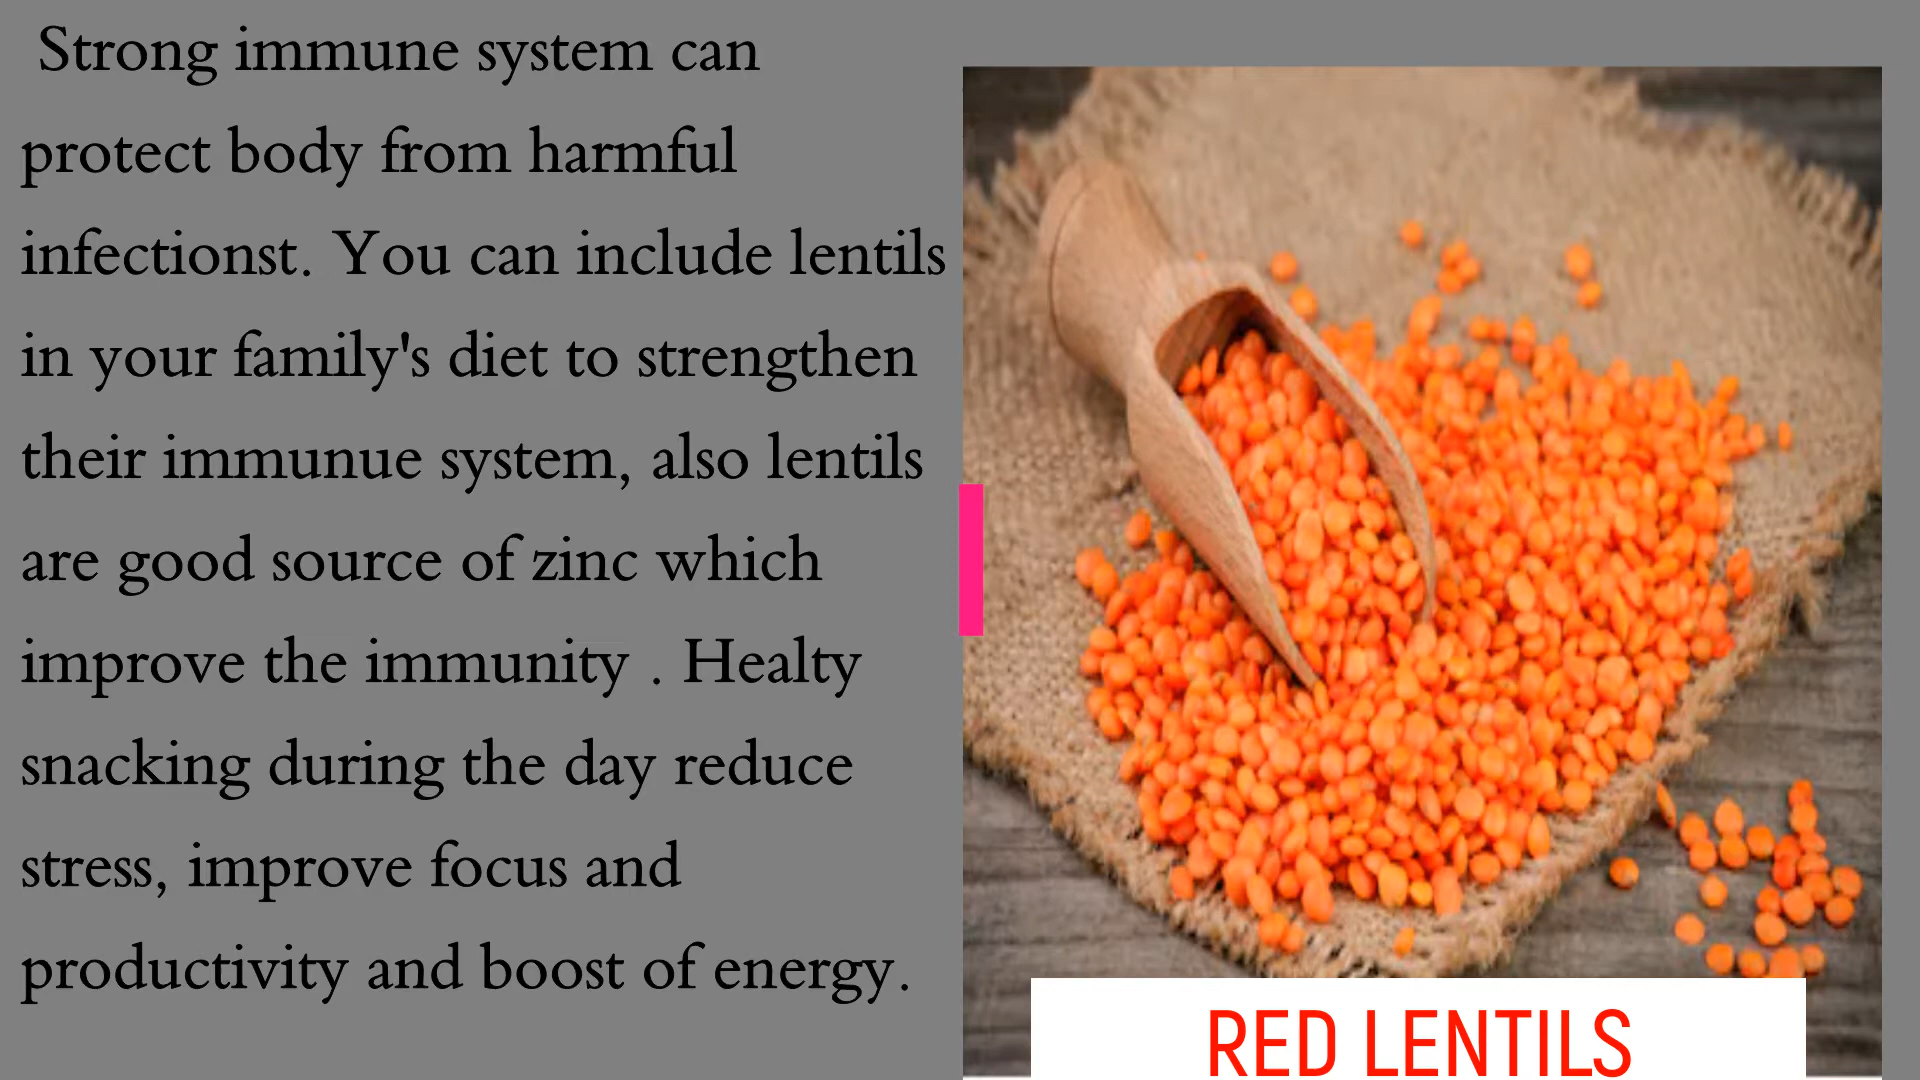 Strong immune system can
protect body from harmful
infectionst. You can include lentils
in your family's diet to strengthen
their immunue system, also lentils
are good source of zinc which
improve the immunity . Healty
snacking during the day reduce
stress, improve focus and
productivity and boost of energy.
RED LENTILS